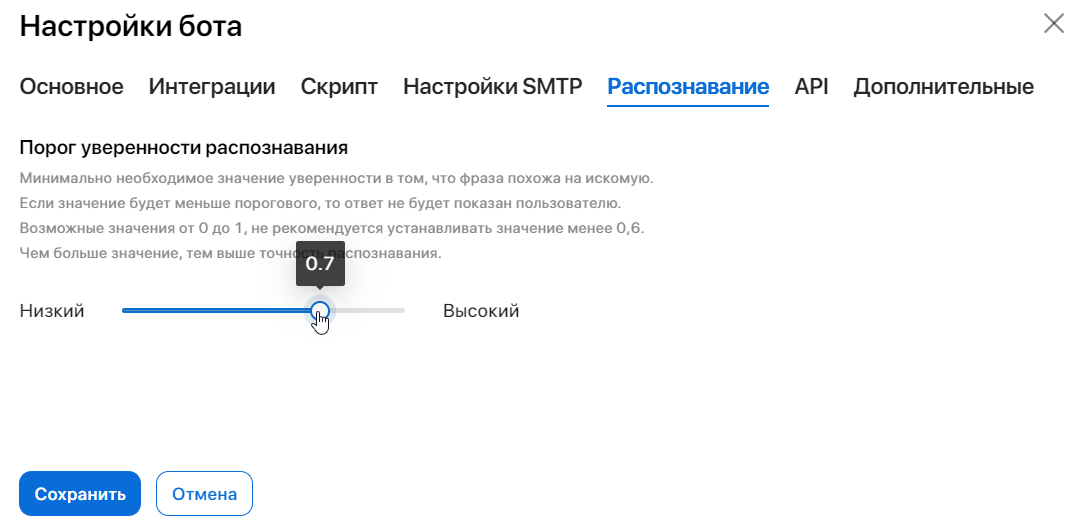 Настройки бота
Основное Интеграции Скрипт Настройки SMTP Распознавание API Дополнительные
Порог уверенности распознавания
Минимально необходимое значение уверенности в том, что фраза похожа на искомую.
Если значение будет меньше порогового, то ответ не будет показан пользователю.
Возможные значения от 0 до 1, не рекомендуется устанавливать значение менее 0,6.
Чем больше значение, тем выше точность распознавания.
0.7
Низкий Высокий
Сохранить Отмена